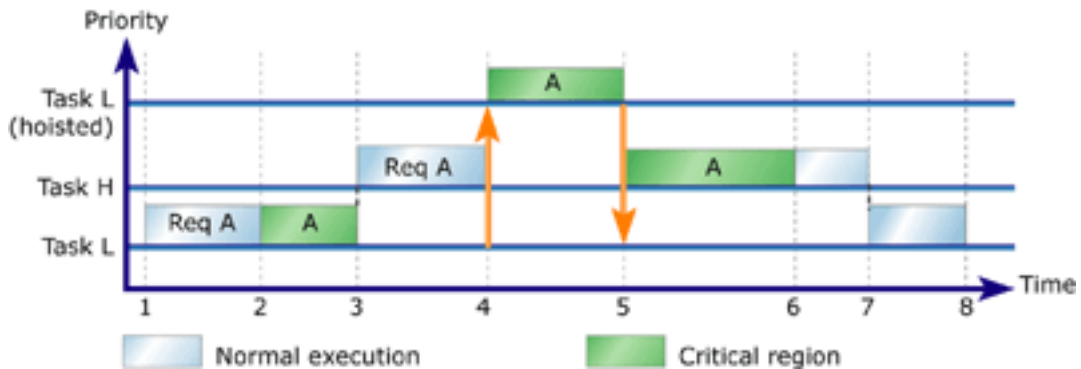 Priority
Task L
(hoisted)
A
Task H
Req A
A
Task L
Req A
A
Time
1 2 3 4 5 6 7 8
Normal execution
Critical region